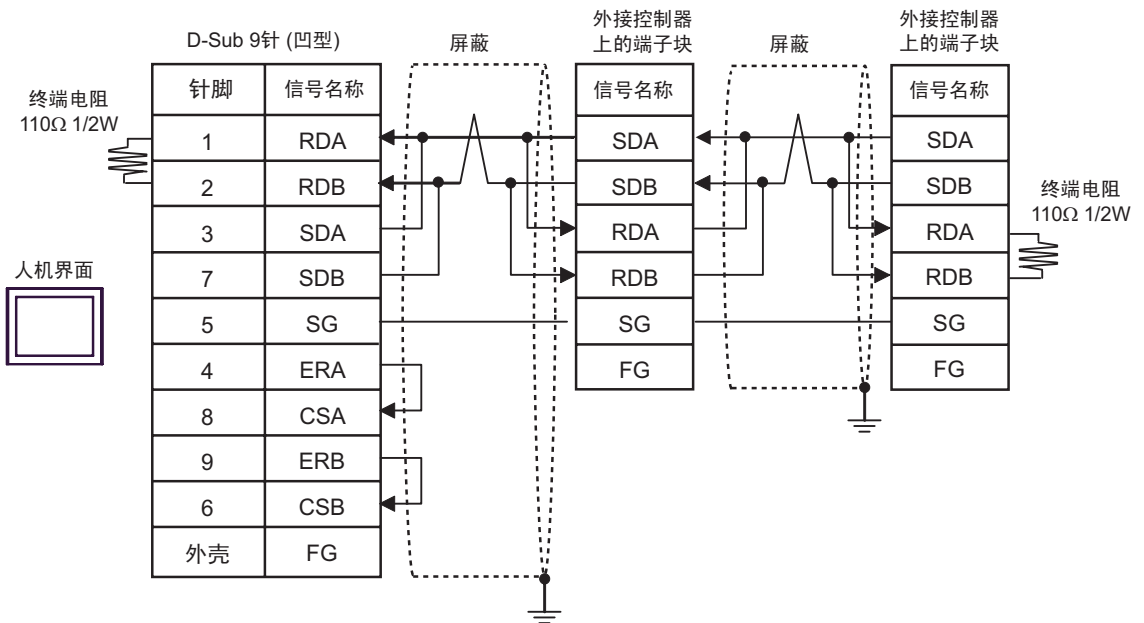 D-Sub 9针 (凹型)
屏蔽
外接控制器
上的端子块
屏蔽
外接控制器
上的端子块
终端电阻
110Ω 1/2W
人机界面
针脚 信号名称
1 RDA
2 RDB
3 SDA
7 SDB
5 SG
4 ERA
8 CSA
9 ERB
6 CSB
外壳 FG
信号名称
SDA
SDB
RDA
RDB
SG
FG
信号名称
SDA
SDB
RDA
RDB
SG
FG
终端电阻
110Ω 1/2W